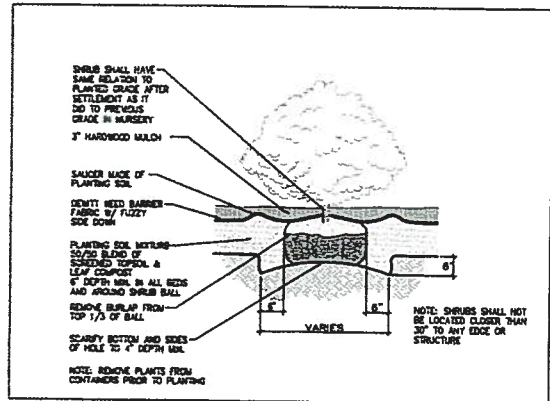 SHRUB SHALL HAVE
SAME RELATION TO
PLANTED GRADE AFTER
SETTLEMENT AS IT
DID TO PREVIOUS
GRADE IN NURSERY
3" HARDWOOD MULCH
SAUCER MADE OF
PLANTING SOIL
DEWITT WEED BARRIER
FABRIC W/ FUZZY
SIDE DOWN
PLANTING SOIL MIXTURE
50/50 BLEND OF
SCREENED TOPSOIL &
LEAF COMPOST
6" DEPTH MIN. IN ALL BEDS
AND AROUND SHRUB BALL
REMOVE BURLAP FROM
TOP 1/3 OF BALL
SCARIFY BOTTOM AND SIDES
OF HOLE TO 4" DEPTH MIN.
NOTE: REMOVE PLANTS FROM
CONTAINERS PRIOR TO PLANTING
6"
6"
6"
VARIES
NOTE: SHRUBS SHALL NOT
BE LOCATED CLOSER THAN
30" TO ANY EDGE OR
STRUCTURE